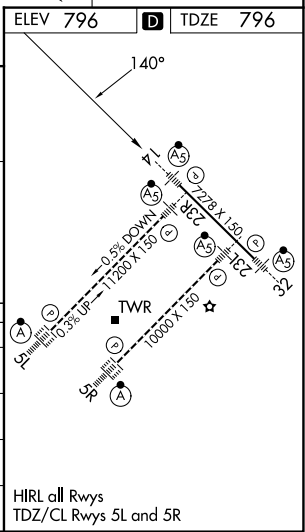 ELEV 796 D TDZE 796
140°
14
A5
P
A5
23R
7278 X 150
P
A5
P
A5
23L
32
0.5% DOWN
0.3% UP 11200 X 150
P
A
5L
TWR
10000 X 150
P
5R
A
HIRL all Rwys
TDZ/CL Rwys 5L and 5R